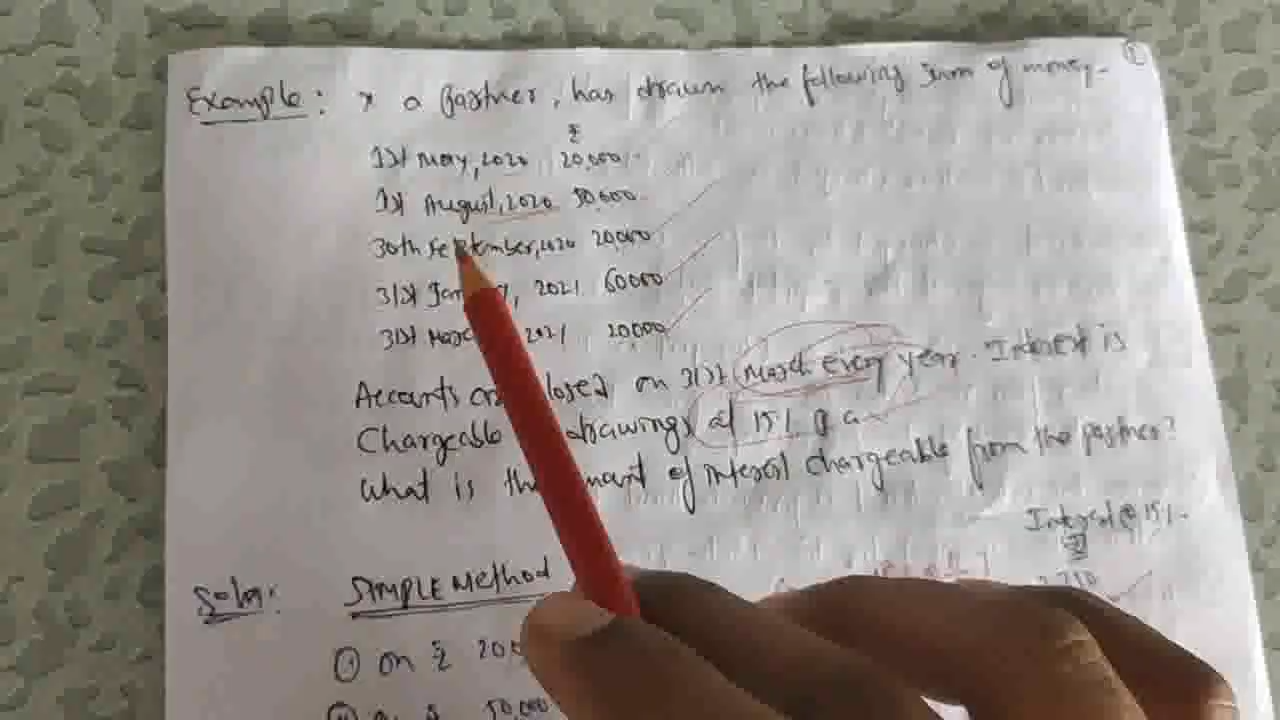 Example: X a partner, has drawn the following sum of money-
₹
1st May, 2020 20,000/-
1st August, 2020 50,000
30th September, 2020 20,000
31st 2021 60000
31st 2021 20,000
Accounts closed on 31st March every year. Interest is
Chargeable drawings at 15% p a
What is the of interest chargeable from the partner?
Interest @ 15%
₹
Soln: SIMPLE Method
① on ₹
50,000